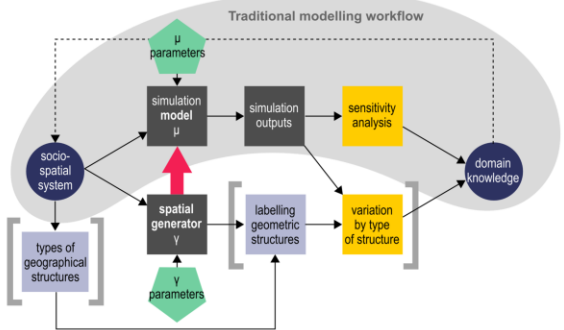 Traditional modelling workflow
μ
parameters
simulation
model
μ
simulation
outputs
sensitivity
analysis
socio-
spatial
system
domain
knowledge
spatial
generator
γ
labelling
geometric
structures
variation
by type
of structure
types of
geographical
structures
γ
parameters